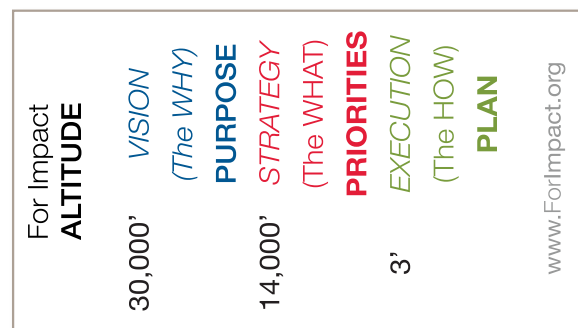 For Impact
ALTITUDE
30,000’ VISION
(The WHY)
PURPOSE
14,000’ STRATEGY
(The WHAT)
PRIORITIES
3’ EXECUTION
(The HOW)
PLAN
www.ForImpact.org